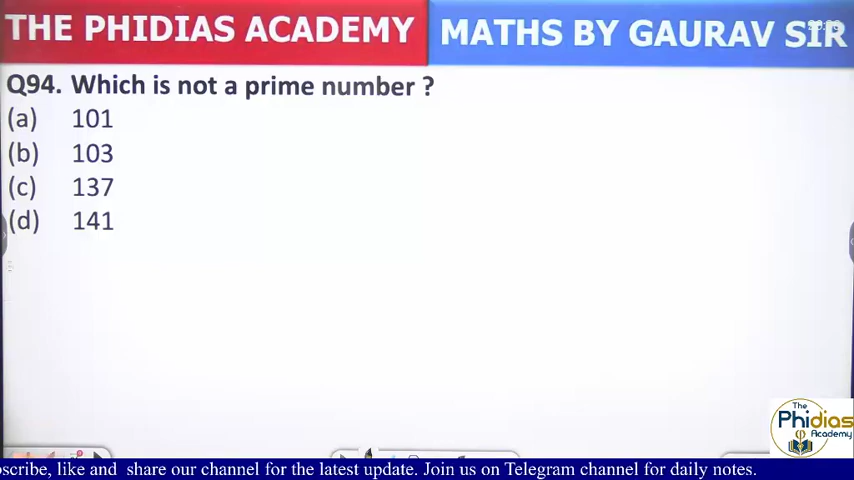 THE PHIDIAS ACADEMY
MATHS BY GAURAV SIR
Q94. Which is not a prime number ?
(a) 101
(b) 103
(c) 137
(d) 141
The
Phidias
Academy
scribe, like and share our channel for the latest update. Join us on Telegram channel for daily notes.